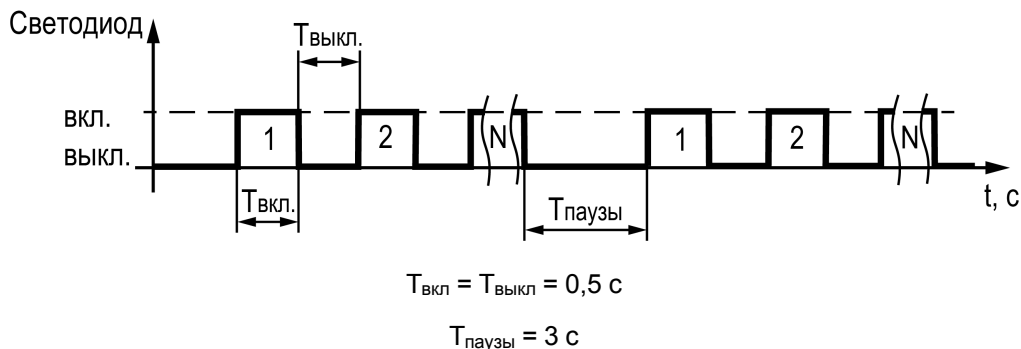 Светодиод
Tвыкл.
вкл.
1
2
N
1
2
N
выкл.
Tвкл.
Tпаузы
t, с
Tвкл = Tвыкл = 0,5 с
Tпаузы = 3 с